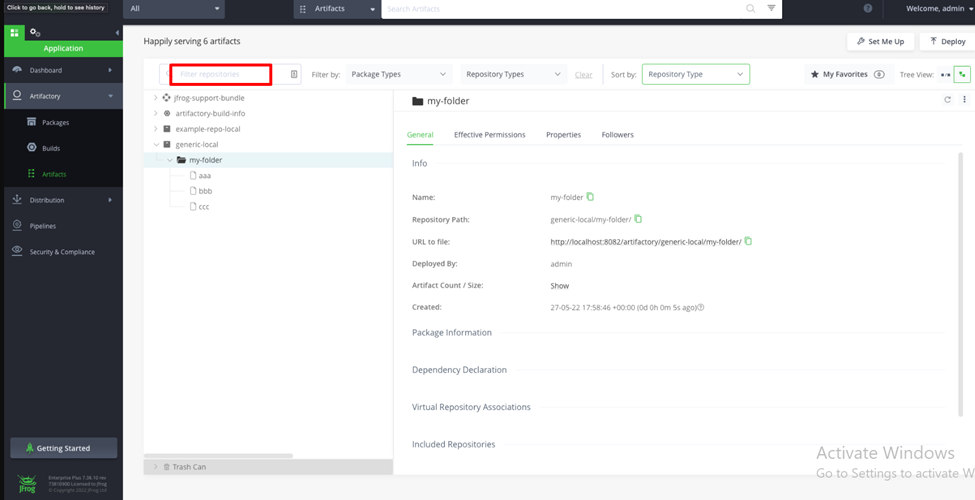 Click to go back, hold to see history
All
Artifacts
Search Artifacts
Welcome, admin
Application
Happily serving 6 artifacts
Set Me Up
Deploy
Dashboard
Artifactory
Packages
Builds
Artifacts
Distribution
Pipelines
Security & Compliance
Filter repositories
Filter by:
Package Types
Repository Types
Clear
Sort by:
Repository Type
My Favorites
0
Tree View:
jfrog-support-bundle
artifactory-build-info
example-repo-local
generic-local
my-folder
aaa
bbb
ccc
my-folder
General
Effective Permissions
Properties
Followers
Info
Name:
my-folder
Repository Path:
generic-local/my-folder/
URL to file:
http://localhost:8082/artifactory/generic-local/my-folder/
Deployed By:
admin
Artifact Count / Size:
Show
Created:
27-05-22 17:58:46 +00:00 (0d 0h 0m 5s ago)
Package Information
Dependency Declaration
Virtual Repository Associations
Included Repositories
Trash Can
Getting Started
JFrog
Enterprise Plus 7.38.10 rev
Licensed to Jfrog
© Copyright 2022 JFrog Ltd
Activate Windows
Go to Settings to activate W